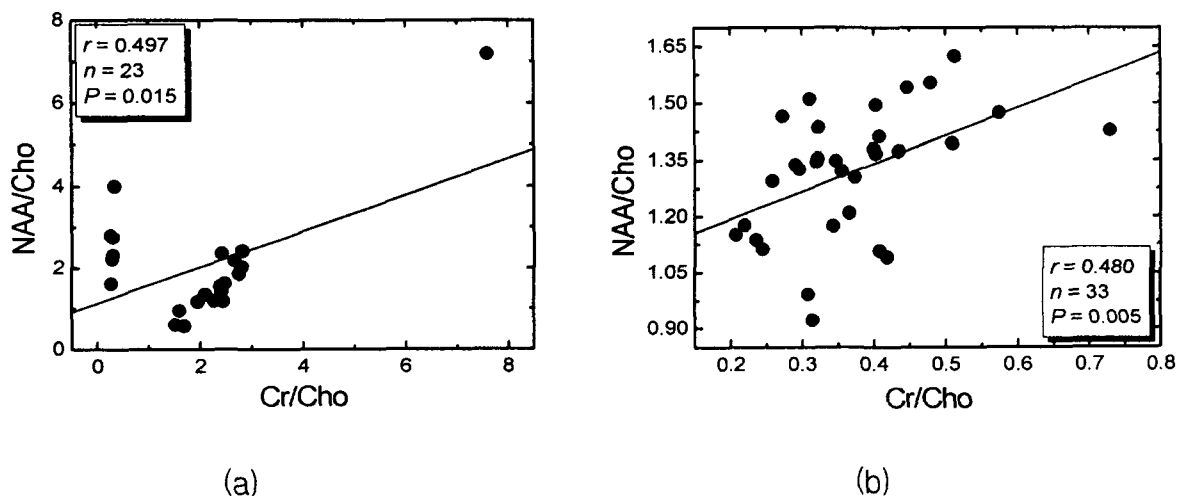 8
6
4
2
0
r = 0.497
n = 23
P = 0.015
NAA/Cho
0 2 4 6 8
Cr/Cho
(a)
1.65
1.50
1.35
1.20
1.05
0.90
NAA/Cho
r = 0.480
n = 33
P = 0.005
0.2 0.3 0.4 0.5 0.6 0.7 0.8
Cr/Cho
(b)